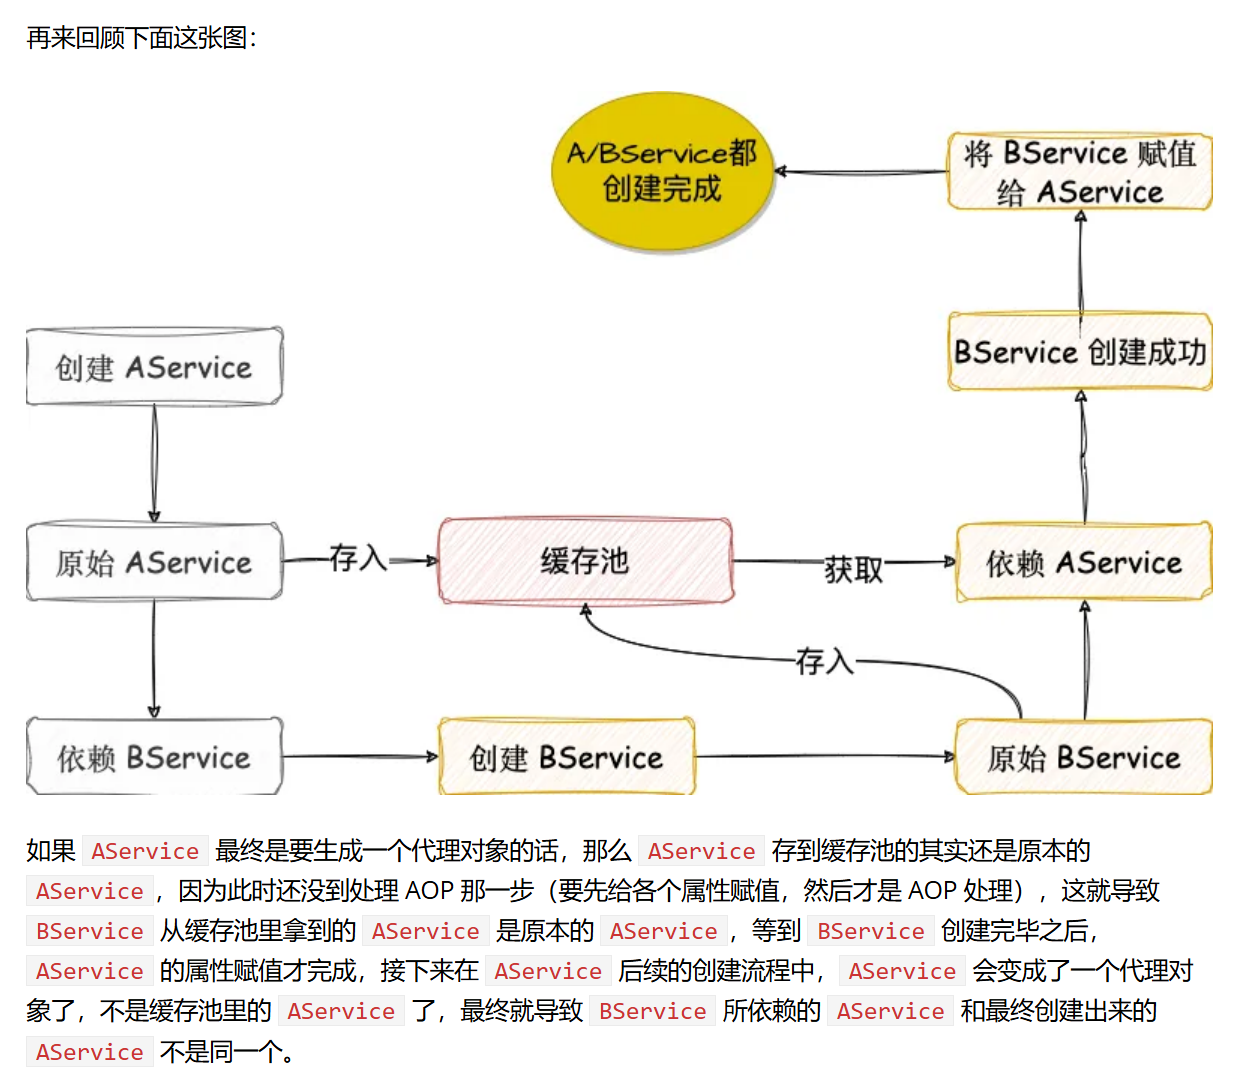 再来回顾下面这张图：
A/BService都
创建完成
将 BService 赋值
给 AService
创建 AService
BService 创建成功
原始 AService
存入
缓存池
获取
依赖 AService
存入
依赖 BService
创建 BService
原始 BService
如果 AService 最终是要生成一个代理对象的话，那么 AService 存到缓存池的其实还是原本的
AService，因为此时还没到处理 AOP 那一步（要先给各个属性赋值，然后才是 AOP 处理），这就导致
BService 从缓存池里拿到的 AService 是原本的 AService，等到 BService 创建完毕之后，
AService 的属性赋值才完成，接下来在 AService 后续的创建流程中，AService 会变成了一个代理对
象了，不是缓存池里的 AService 了，最终就导致 BService 所依赖的 AService 和最终创建出来的
AService 不是同一个。